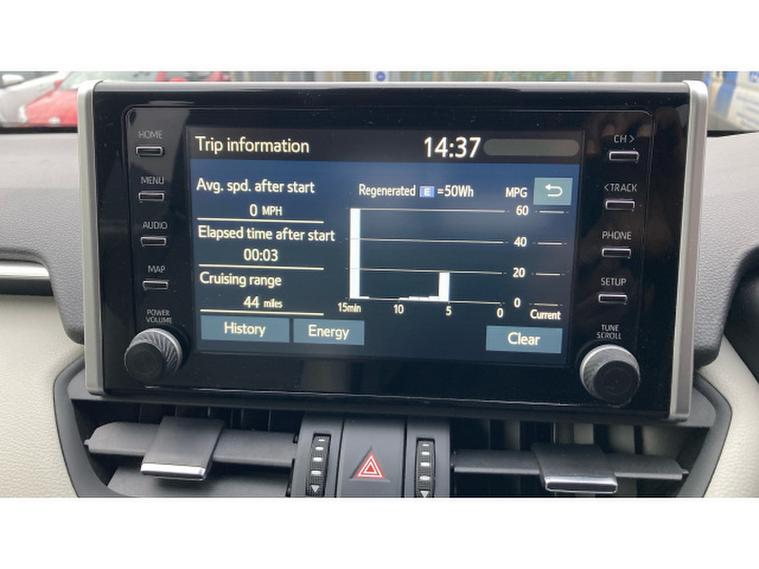 HOME
MENU
AUDIO
MAP
POWER
VOLUME
Trip information 14:37
Avg. spd. after start
0 MPH
Elapsed time after start
00:03
Cruising range
44 miles
History
Energy
Regenerated E =50Wh MPG
60
40
20
0
15min 10 5 0 Current
Clear
CH >
< TRACK
PHONE
SETUP
TUNE
SCROLL